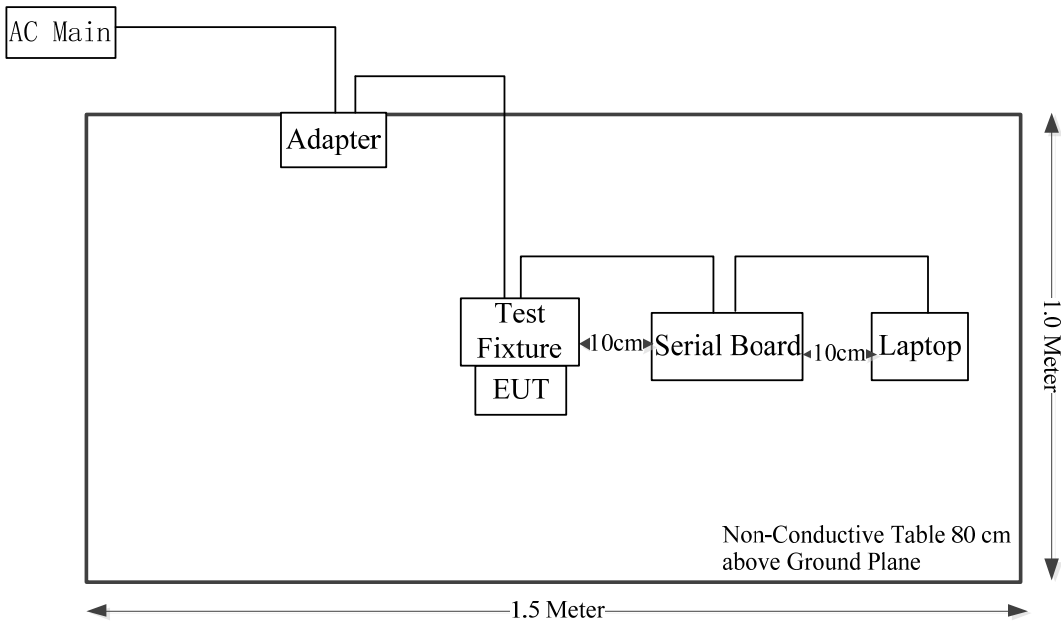 AC Main
Adapter
Test
Fixture
10cm
Serial Board
10cm
Laptop
EUT
1.0 Meter
Non-Conductive Table 80 cm
above Ground Plane
1.5 Meter